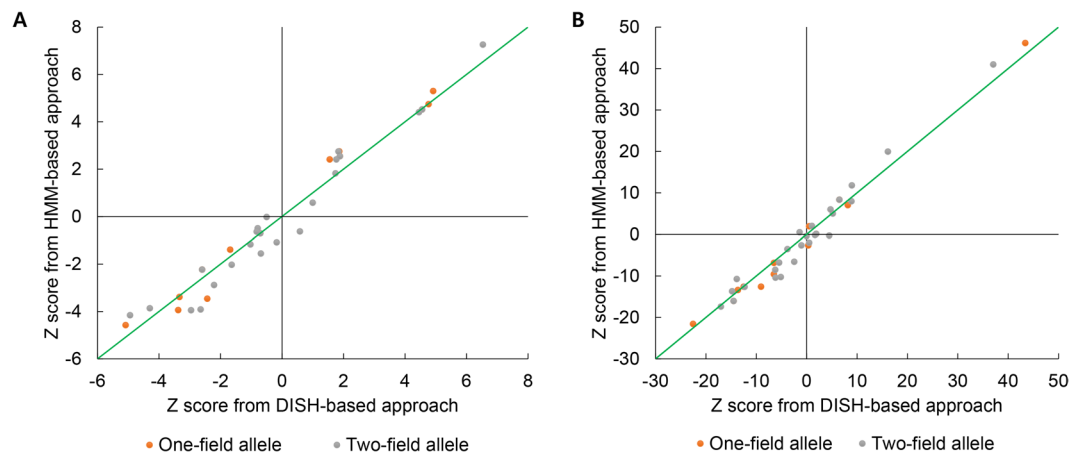 A
8
6
4
2
0
-2
-4
-6
-6 -4 -2 0 2 4 6 8
Z score from HMM-based approach
Z score from DISH-based approach
One-field allele Two-field allele
B
50
40
30
20
10
0
-10
-20
-30
-30 -20 -10 0 10 20 30 40 50
Z score from HMM-based approach
Z score from DISH-based approach
One-field allele Two-field allele